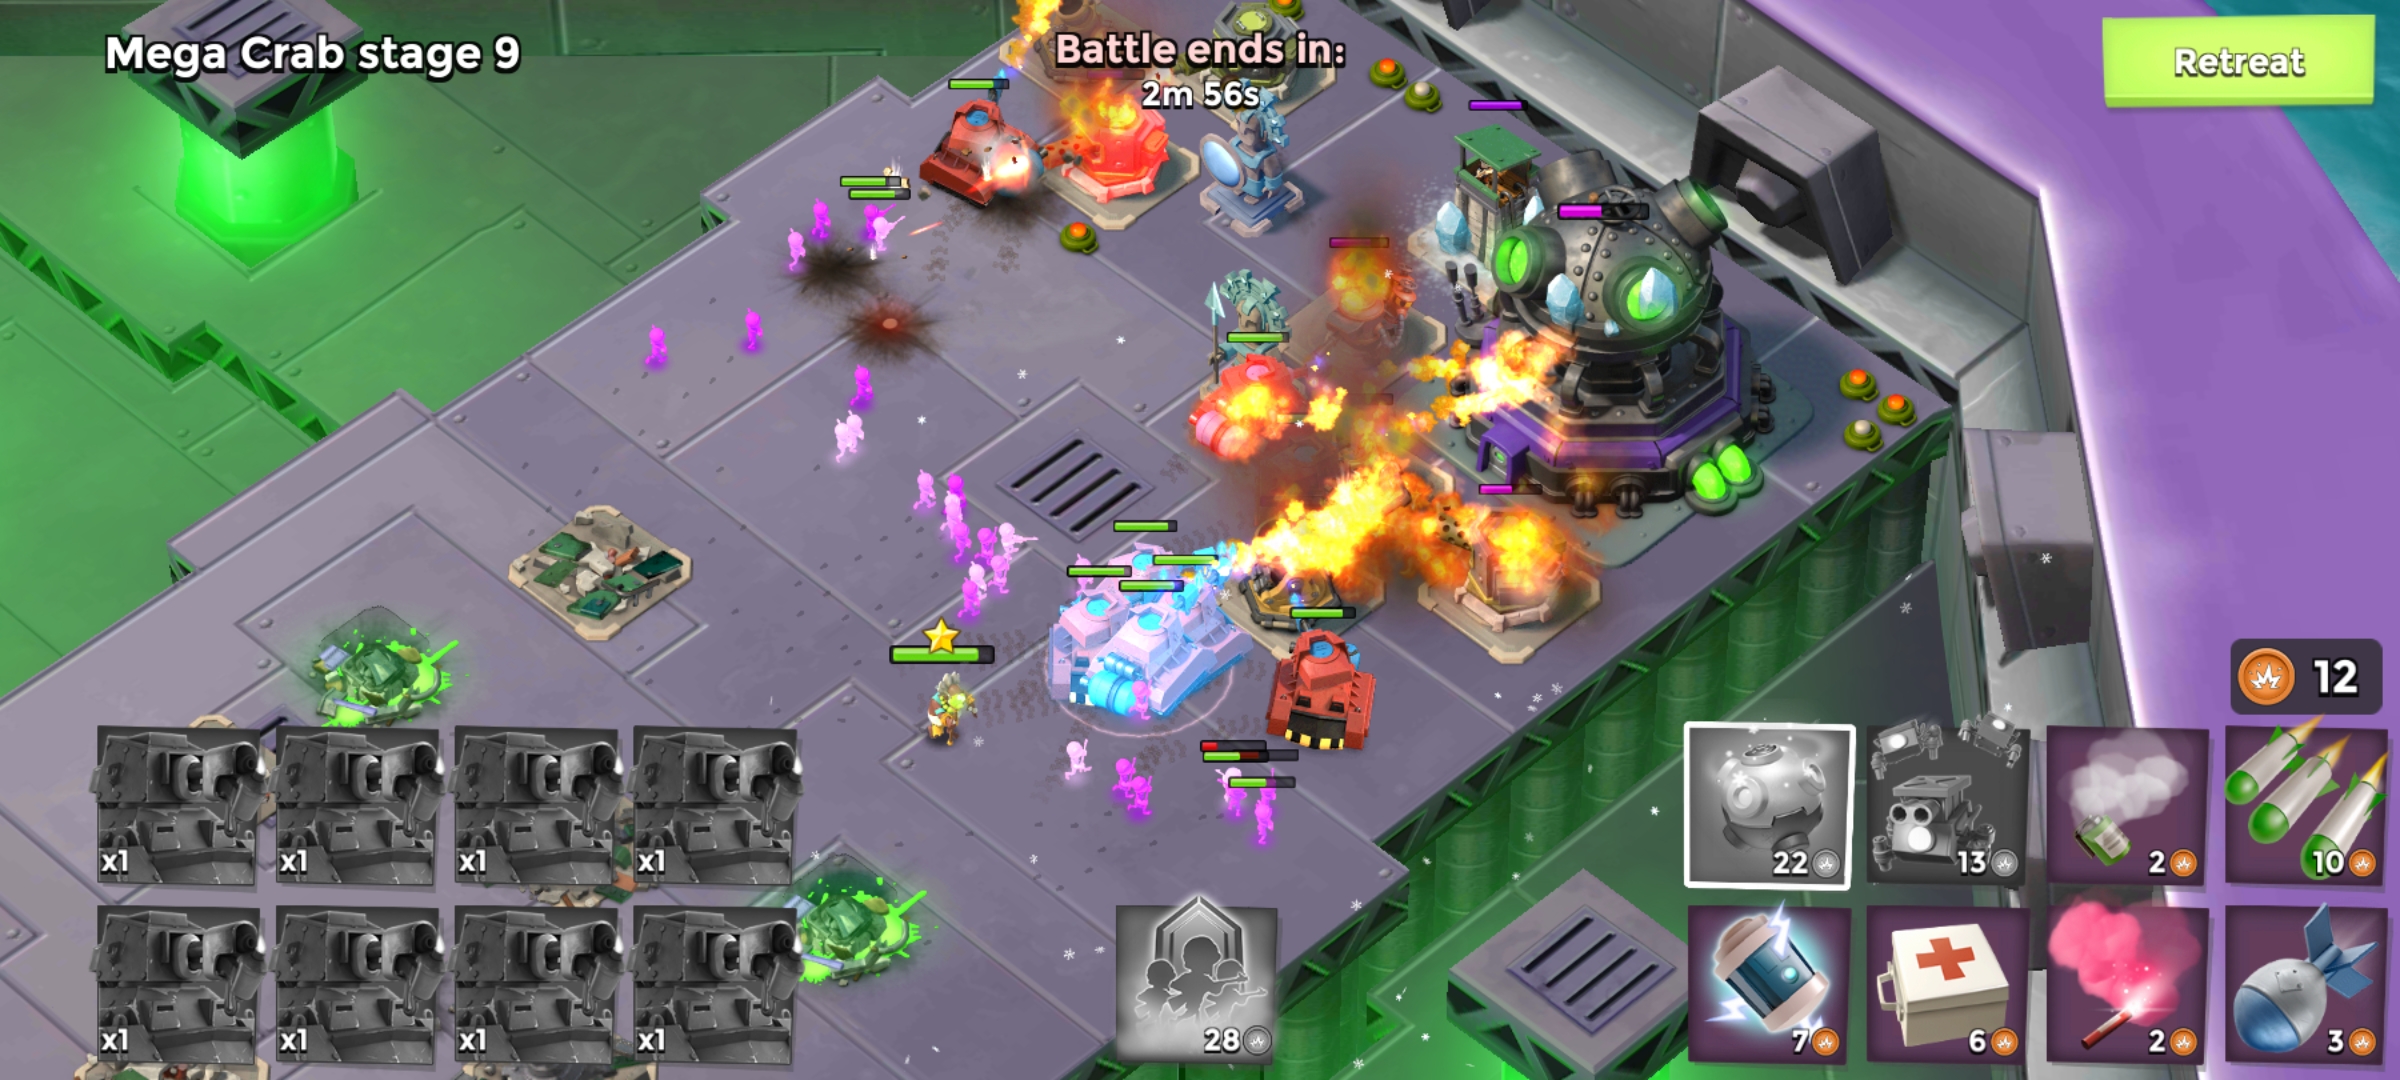 Mega Crab stage 9
Battle ends in:
2m 56s
Retreat
12
x1
x1
x1
x1
22
13
2
10
x1
x1
x1
x1
28
7
6
2
3